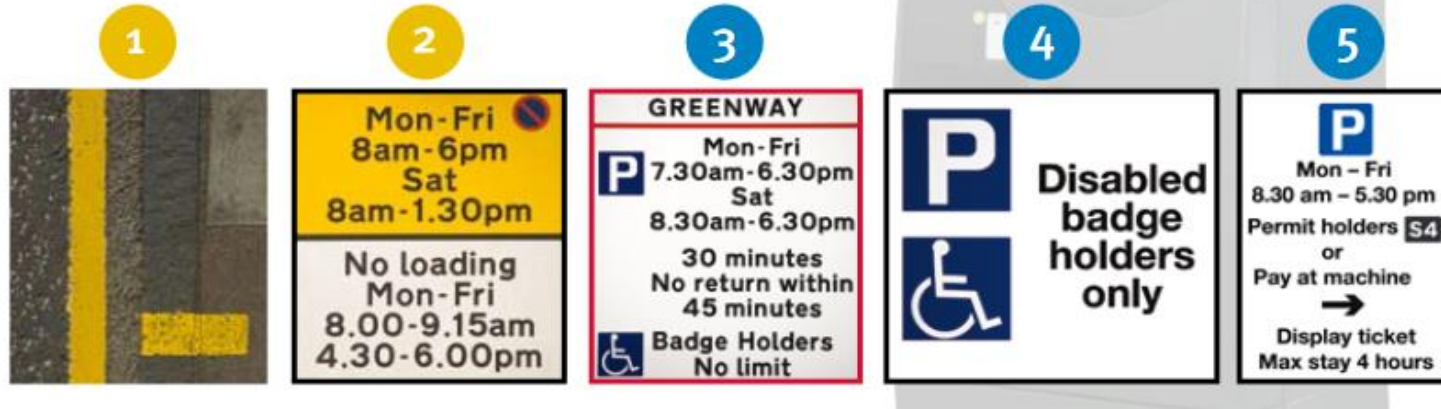 1
2
3
4
5
Mon-Fri
8am-6pm
Sat
8am-1.30pm
No loading
Mon-Fri
8.00-9.15am
4.30-6.00pm
GREENWAY
P
Mon-Fri
7.30am-6.30pm
Sat
8.30am-6.30pm
30 minutes
No return within
45 minutes
Badge Holders
No limit
P
Disabled
badge
holders
only
P
Mon – Fri
8.30 am – 5.30 pm
Permit holders S4
or
Pay at machine
Display ticket
Max stay 4 hours